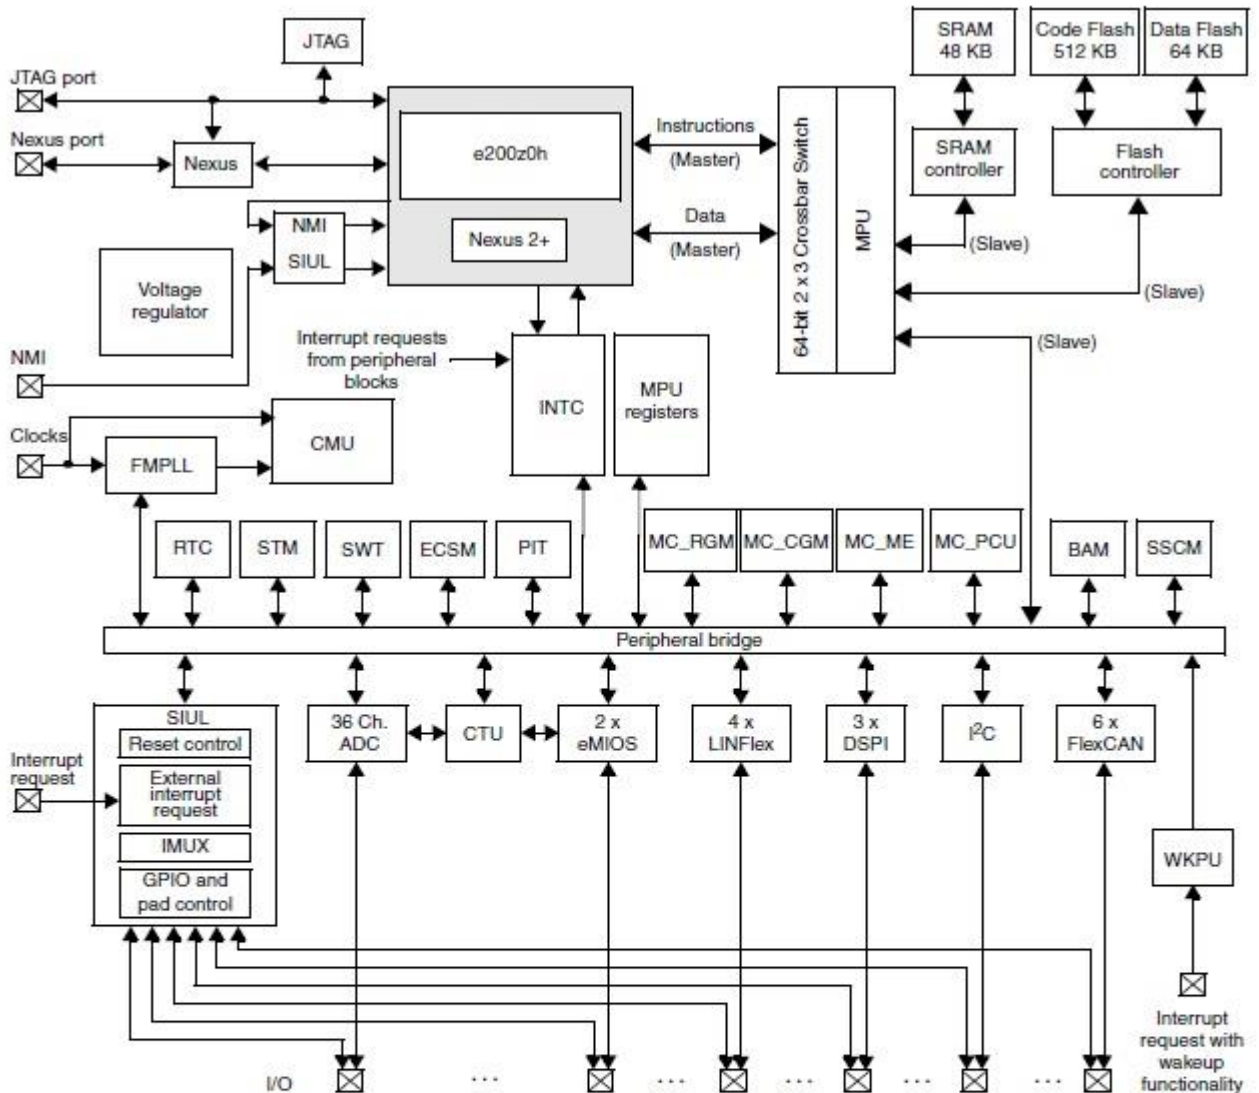 JTAG
SRAM
48 KB
Code Flash
512 KB
Data Flash
64 KB
JTAG port
Nexus port
Nexus
e200z0h
Nexus 2+
Instructions
(Master)
Data
(Master)
64-bit 2 x 3 Crossbar Switch
MPU
SRAM
controller
Flash
controller
(Slave)
(Slave)
(Slave)
NMI
SIUL
Voltage
regulator
NMI
Interrupt requests
from peripheral
blocks
INTC
MPU
registers
Clocks
FMPLL
CMU
RTC
STM
SWT
ECSM
PIT
MC_RGM
MC_CGM
MC_ME
MC_PCU
BAM
SSCM
Peripheral bridge
SIUL
Reset control
External
interrupt
request
IMUX
GPIO and
pad control
Interrupt
request
36 Ch.
ADC
CTU
2 x
eMIOS
4 x
LINFlex
3 x
DSPI
I²C
6 x
FlexCAN
WKPU
I/O
. . .
. . .
. . .
. . .
. . .
Interrupt
request with
wakeup
functionality